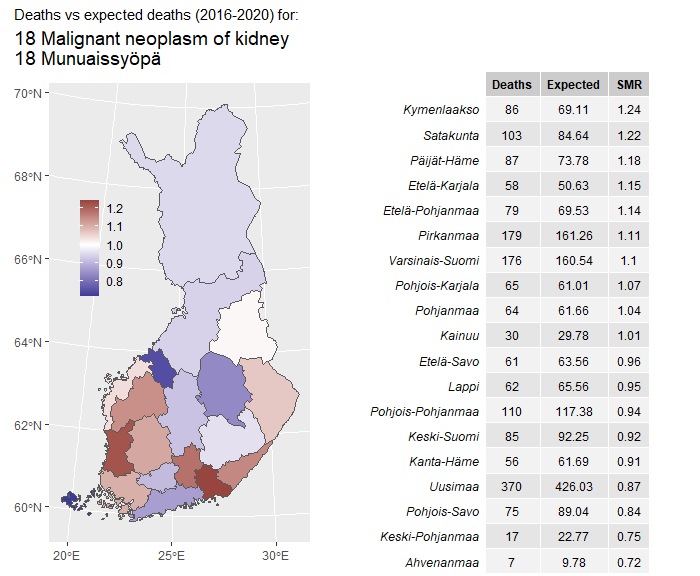 Deaths vs expected deaths (2016-2020) for:
18 Malignant neoplasm of kidney
18 Munuaissyöpä
70°N
68°N
66°N
64°N
62°N
60°N
20°E 25°E 30°E
1.2
1.1
1.0
0.9
0.8
Deaths Expected SMR
Kymenlaakso 86 69.11 1.24
Satakunta 103 84.64 1.22
Päijät-Häme 87 73.78 1.18
Etelä-Karjala 58 50.63 1.15
Etelä-Pohjanmaa 79 69.53 1.14
Pirkanmaa 179 161.26 1.11
Varsinais-Suomi 176 160.54 1.1
Pohjois-Karjala 65 61.01 1.07
Pohjanmaa 64 61.66 1.04
Kainuu 30 29.78 1.01
Etelä-Savo 61 63.56 0.96
Lappi 62 65.56 0.95
Pohjois-Pohjanmaa 110 117.38 0.94
Keski-Suomi 85 92.25 0.92
Kanta-Häme 56 61.69 0.91
Uusimaa 370 426.03 0.87
Pohjois-Savo 75 89.04 0.84
Keski-Pohjanmaa 17 22.77 0.75
Ahvenanmaa 7 9.78 0.72